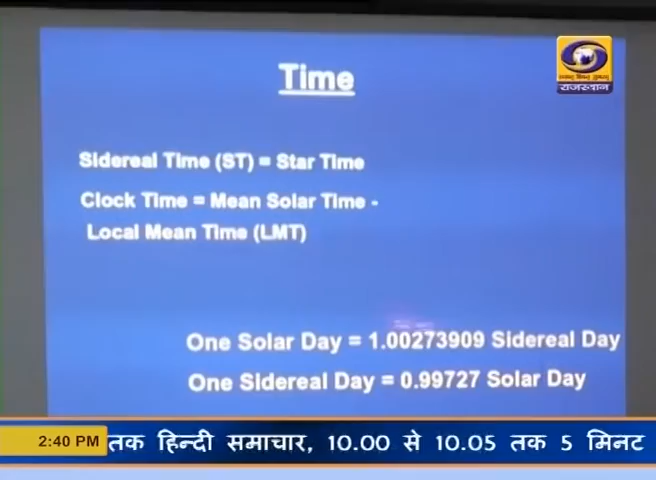 Time
राजस्थान
Sidereal Time (ST) = Star Time
Clock Time = Mean Solar Time -
Local Mean Time (LMT)
One Solar Day = 1.00273909 Sidereal Day
One Sidereal Day = 0.99727 Solar Day
2:40 PM तक हिन्दी समाचार, 10.00 से 10.05 तक 5 मिनट